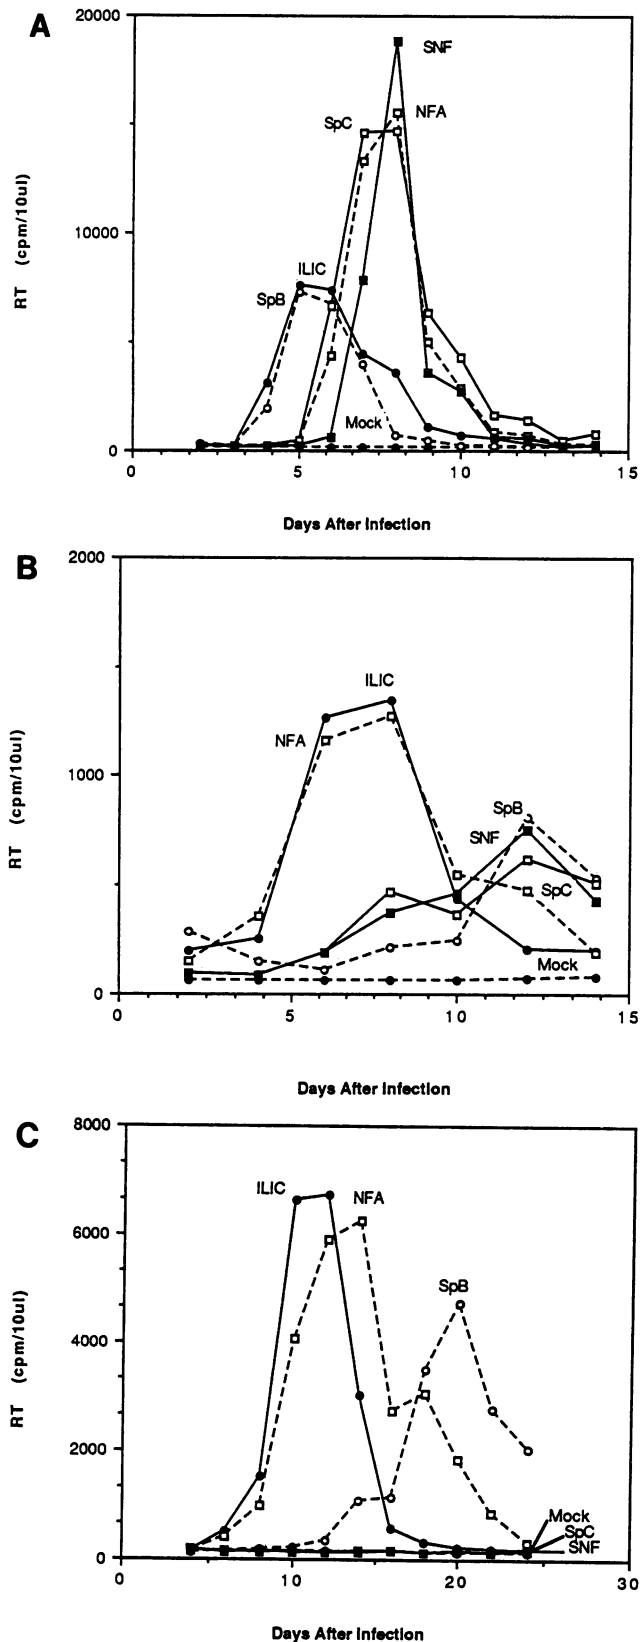 A
20000
SNF
NFA
SpC
RT (cpm/10ul)
10000
ILIC
SpB
Mock
0
0 5 10 15
Days After Infection
B
2000
ILIC
NFA
1000
SpB
SNF
RT (cpm/10ul)
SpC
Mock
0
0 5 10 15
Days After Infection
C
8000
ILIC
NFA
6000
SpB
RT (cpm/10ul)
4000
2000
Mock
SpC
SNF
0
0 10 20 30
Days After Infection